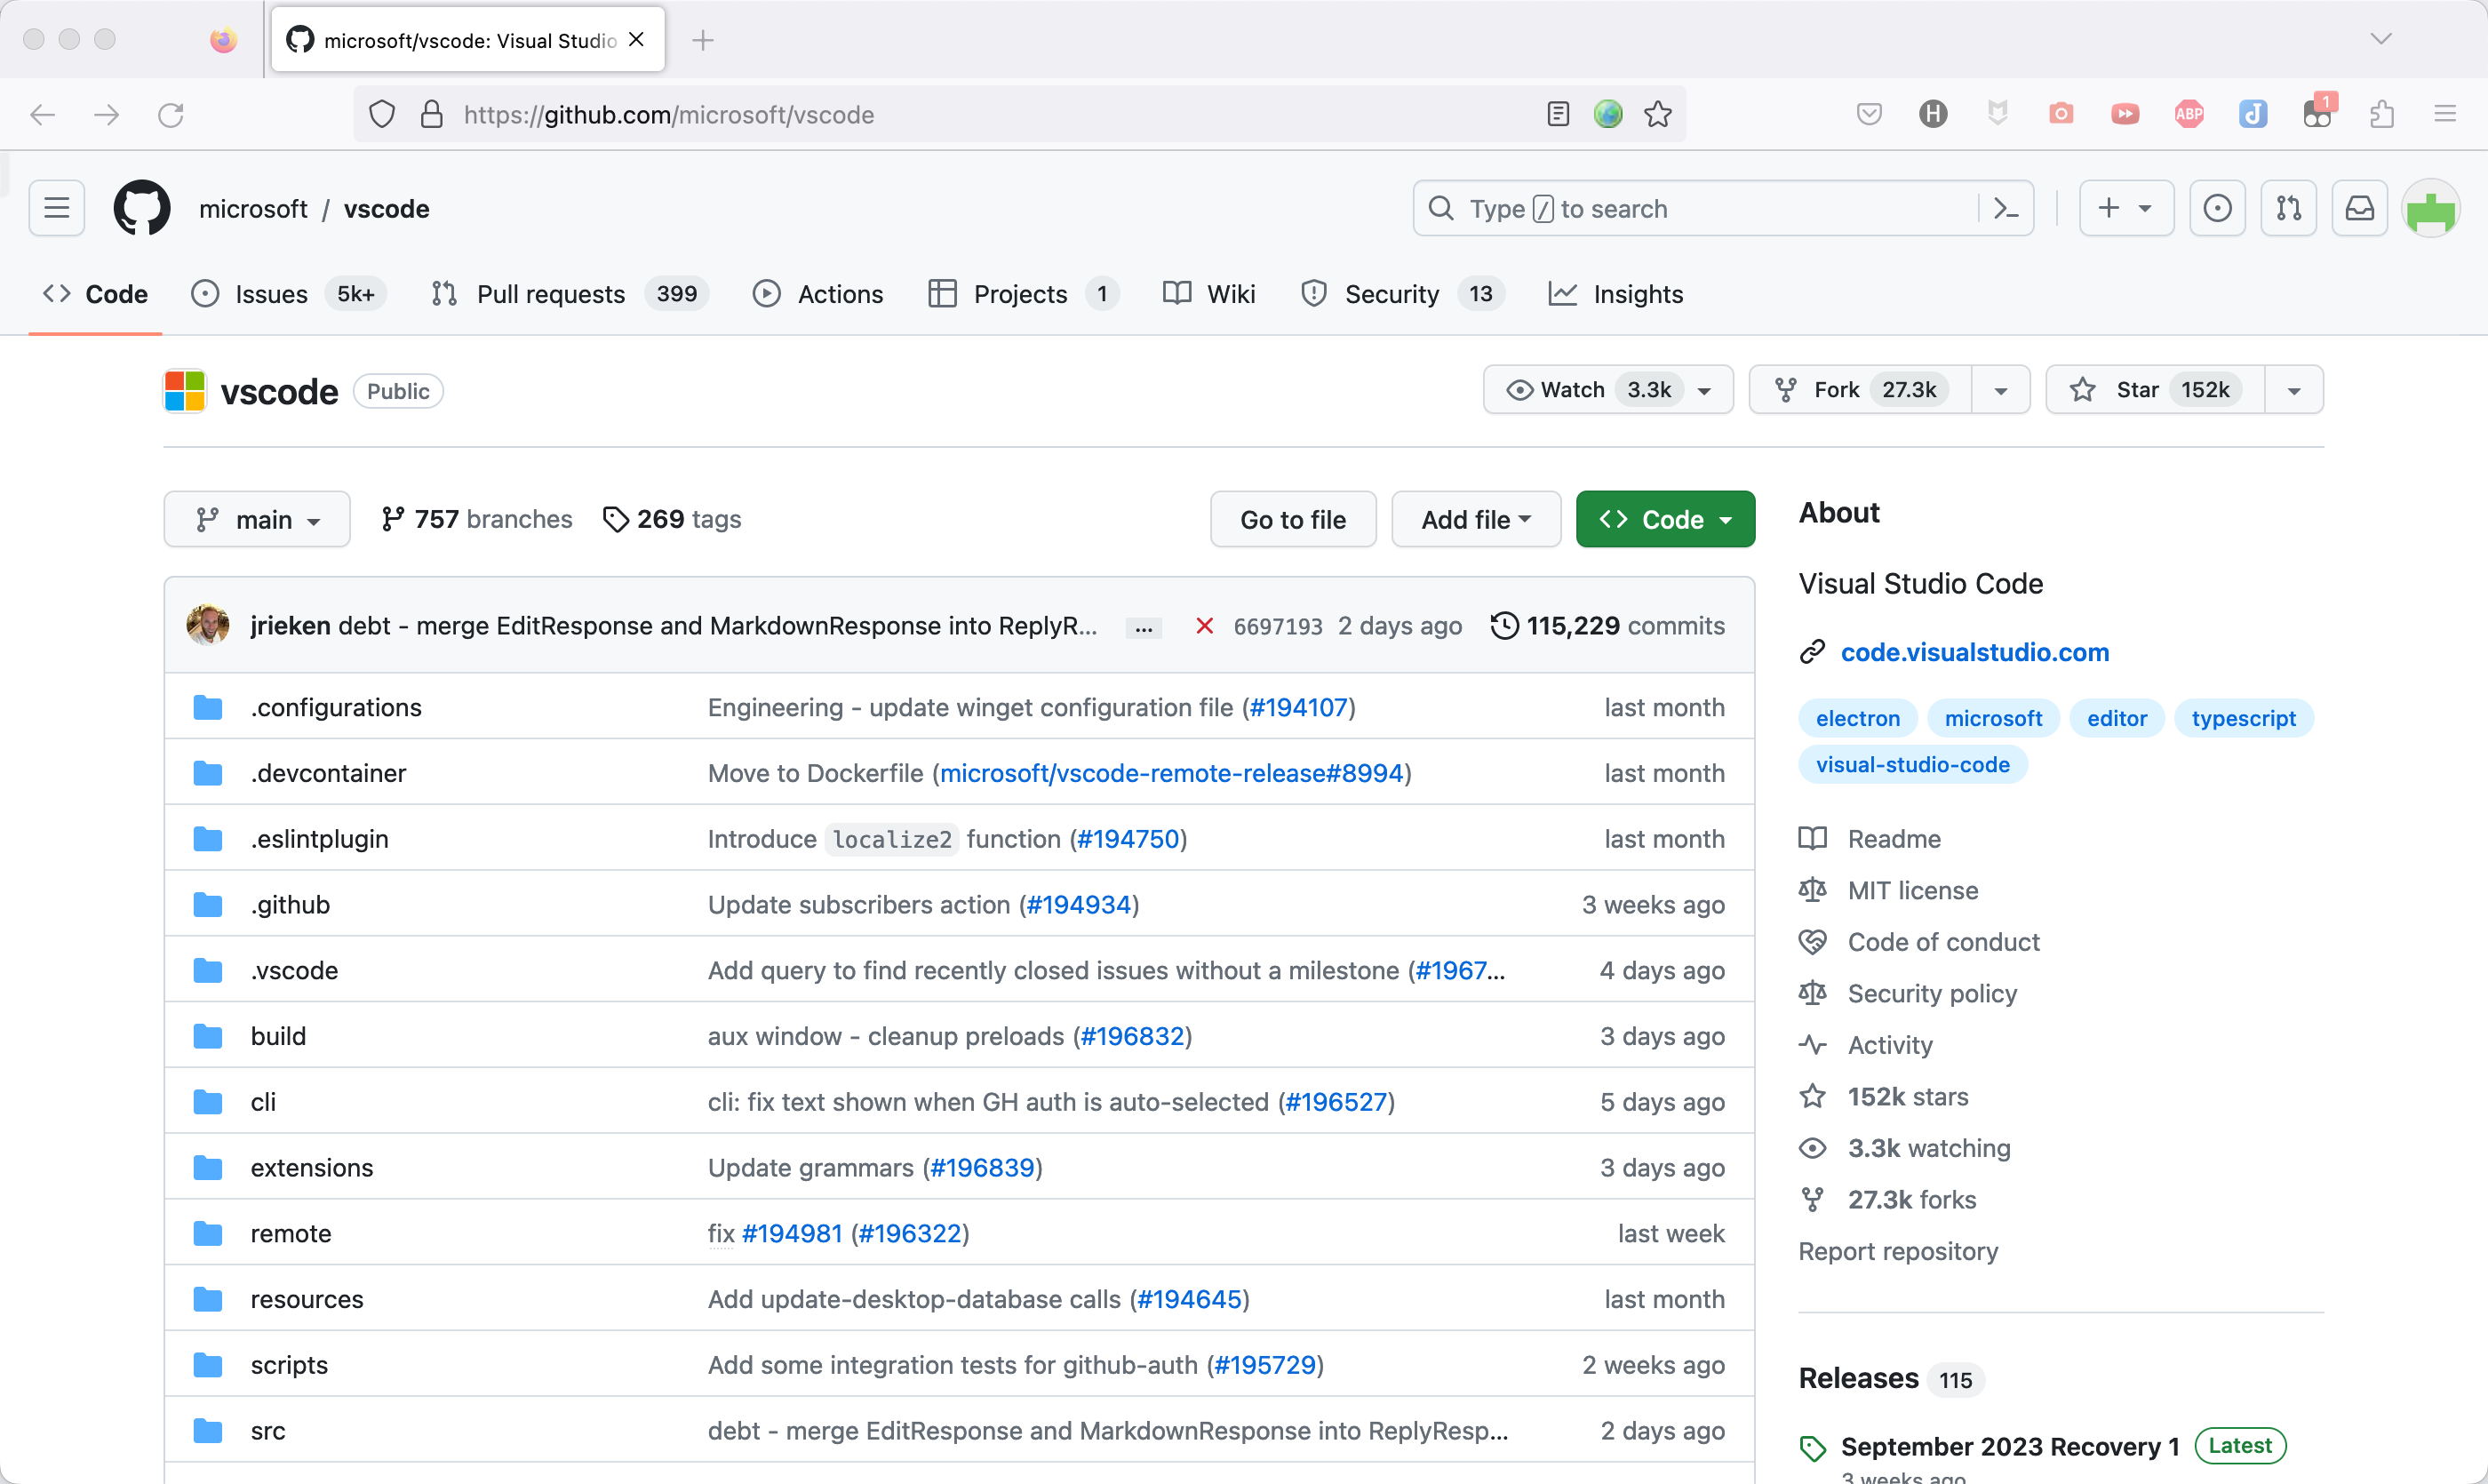 microsoft/vscode: Visual Studio
https://github.com/microsoft/vscode
H
ABP
1
microsoft / vscode
Type / to search
Code
Issues 5k+
Pull requests 399
Actions
Projects 1
Wiki
Security 13
Insights
vscode Public
Watch 3.3k
Fork 27.3k
Star 152k
main
757 branches
269 tags
Go to file
Add file
Code
jrieken debt - merge EditResponse and MarkdownResponse into ReplyR... ... 6697193 2 days ago 115,229 commits
.configurations Engineering - update winget configuration file (#194107) last month
.devcontainer Move to Dockerfile (microsoft/vscode-remote-release#8994) last month
.eslintplugin Introduce localize2 function (#194750) last month
.github Update subscribers action (#194934) 3 weeks ago
.vscode Add query to find recently closed issues without a milestone (#1967... 4 days ago
build aux window - cleanup preloads (#196832) 3 days ago
cli cli: fix text shown when GH auth is auto-selected (#196527) 5 days ago
extensions Update grammars (#196839) 3 days ago
remote fix #194981 (#196322) last week
resources Add update-desktop-database calls (#194645) last month
scripts Add some integration tests for github-auth (#195729) 2 weeks ago
src debt - merge EditResponse and MarkdownResponse into ReplyResp... 2 days ago
About
Visual Studio Code
code.visualstudio.com
electron microsoft editor typescript
visual-studio-code
Readme
MIT license
Code of conduct
Security policy
Activity
152k stars
3.3k watching
27.3k forks
Report repository
Releases 115
September 2023 Recovery 1 Latest
3 weeks ago